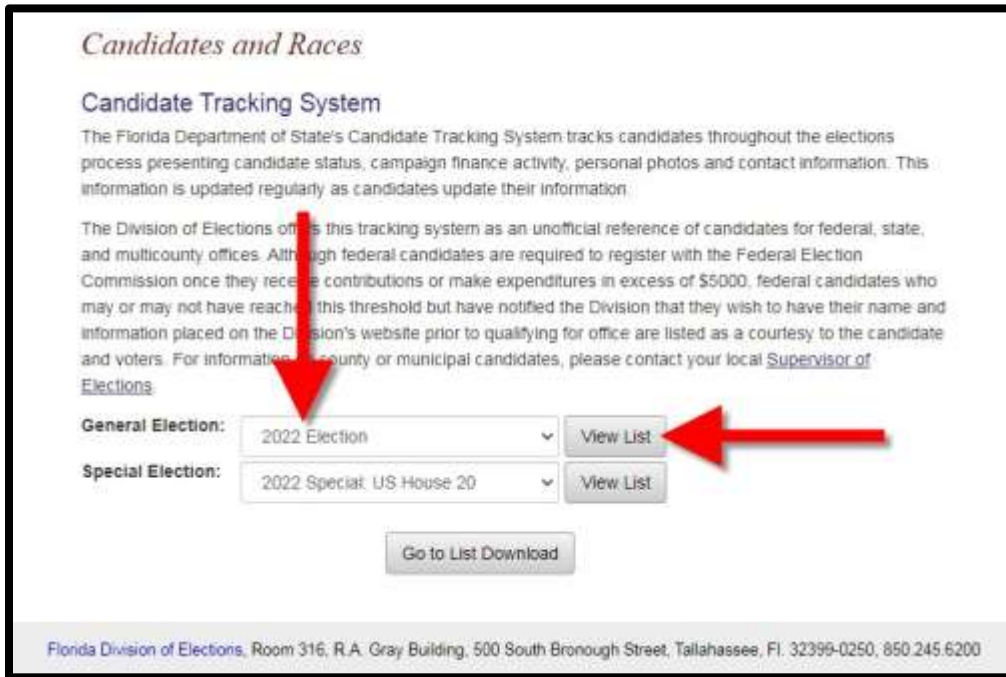 Candidates and Races
Candidate Tracking System
The Florida Department of State's Candidate Tracking System tracks candidates throughout the elections
process presenting candidate status, campaign finance activity, personal photos and contact information. This
information is updated regularly as candidates update their information.
The Division of Elections this tracking system as an unofficial reference of candidates for federal, state,
and multicounty offices. Although federal candidates are required to register with the Federal Election
Commission once they receive contributions or make expenditures in excess of $5000, federal candidates who
may or may not have reached this threshold but have notified the Division that they wish to have their name and
information placed on the Division's website prior to qualifying for office are listed as a courtesy to the candidate
and voters. For information county or municipal candidates, please contact your local Supervisor of
Elections.
General Election: 2022 Election View List
Special Election: 2022 Special: US House 20 View List
Go to List Download
Florida Division of Elections, Room 316, R.A. Gray Building, 500 South Bronough Street, Tallahassee, Fl. 32399-0250, 850.245.6200